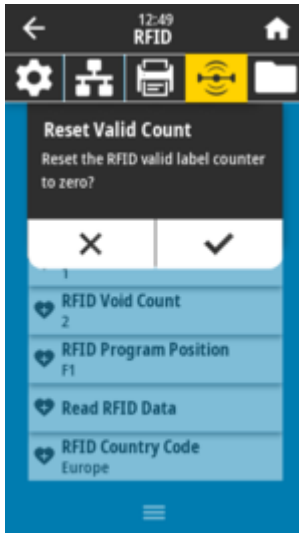 12:49
RFID
Reset Valid Count
Reset the RFID valid label counter
to zero?
1
RFID Void Count
2
RFID Program Position
F1
Read RFID Data
RFID Country Code
Europe